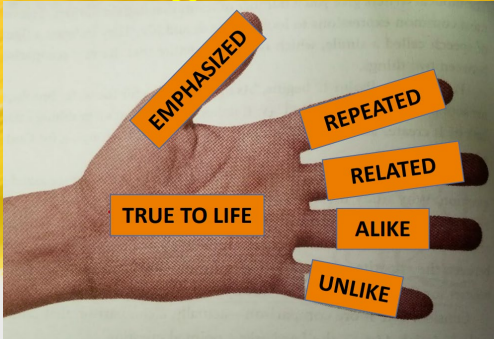 EMPHASIZED
REPEATED
RELATED
TRUE TO LIFE
ALIKE
UNLIKE